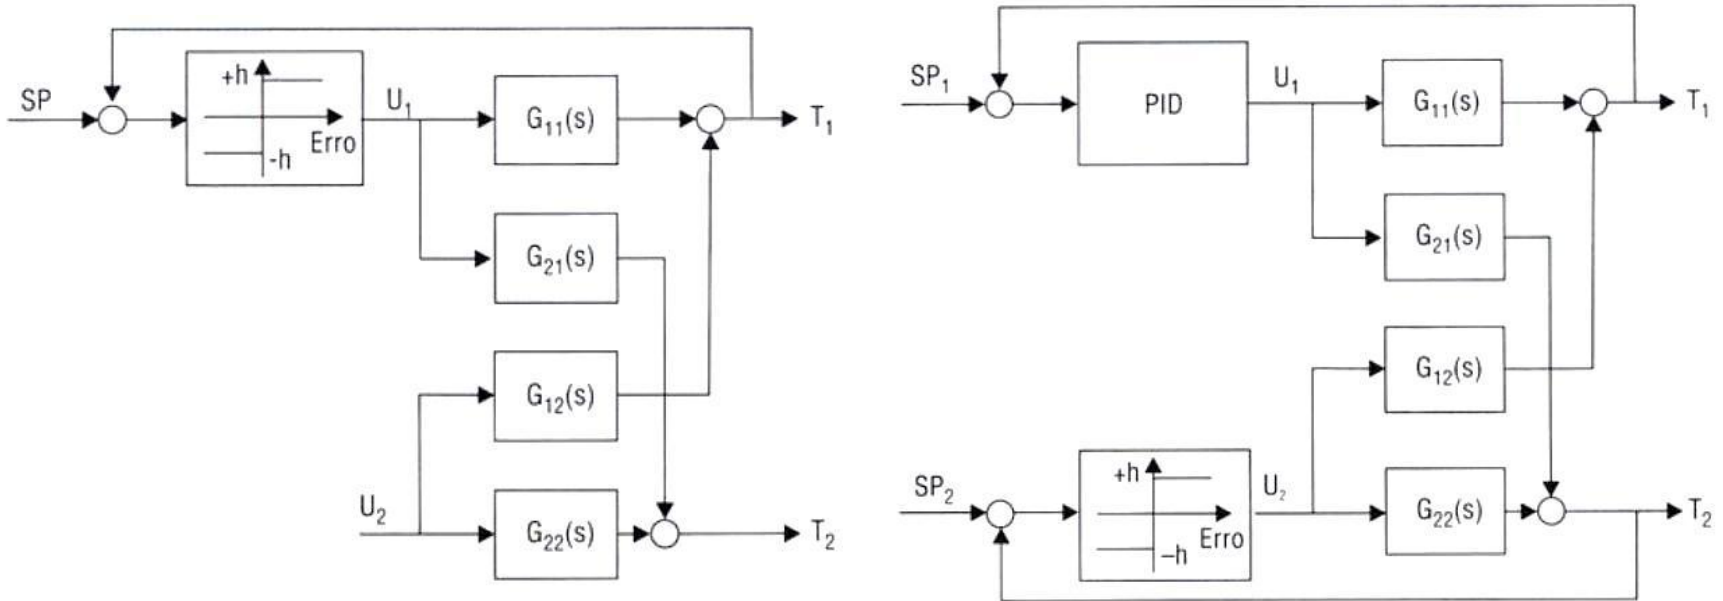 +h
SP
U₁
G₁₁(s)
T₁
Erro
-h
G₂₁(s)
G₁₂(s)
U₂
G₂₂(s)
T₂
SP₁
PID
U₁
G₁₁(s)
T₁
G₂₁(s)
G₁₂(s)
+h
SP₂
U₂
G₂₂(s)
T₂
Erro
–h